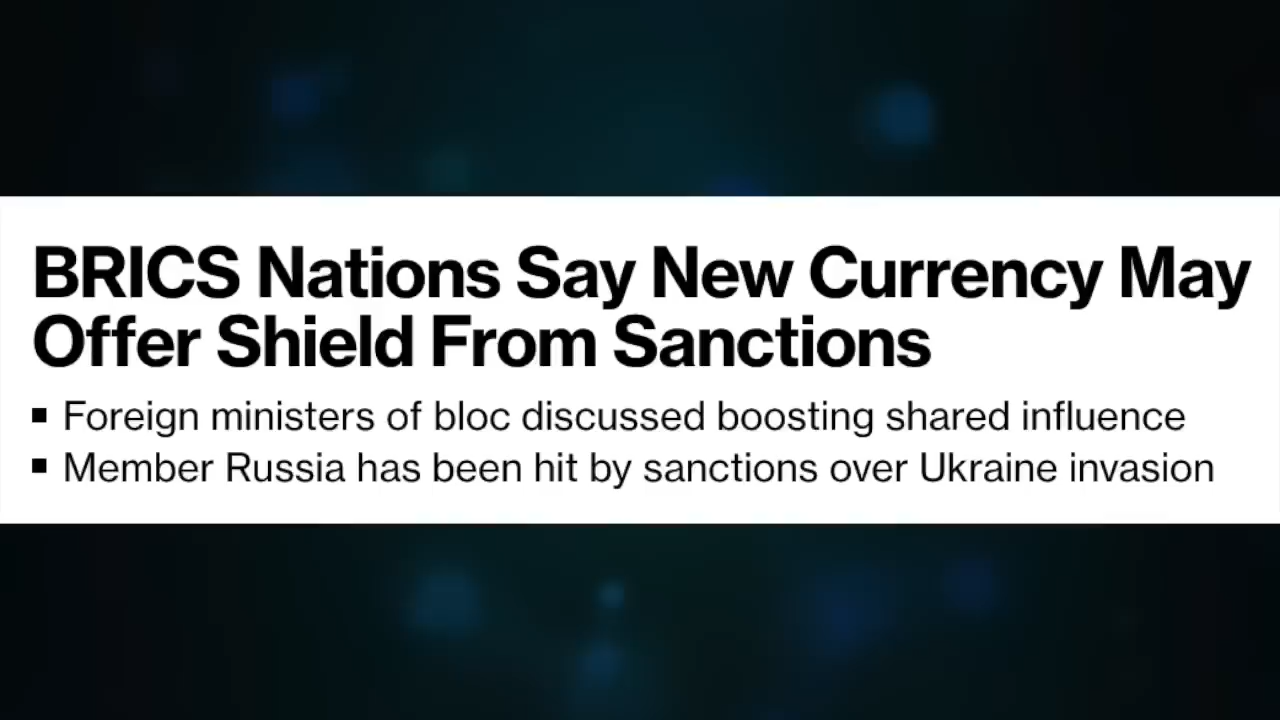 BRICS Nations Say New Currency May
Offer Shield From Sanctions
▪ Foreign ministers of bloc discussed boosting shared influence
▪ Member Russia has been hit by sanctions over Ukraine invasion